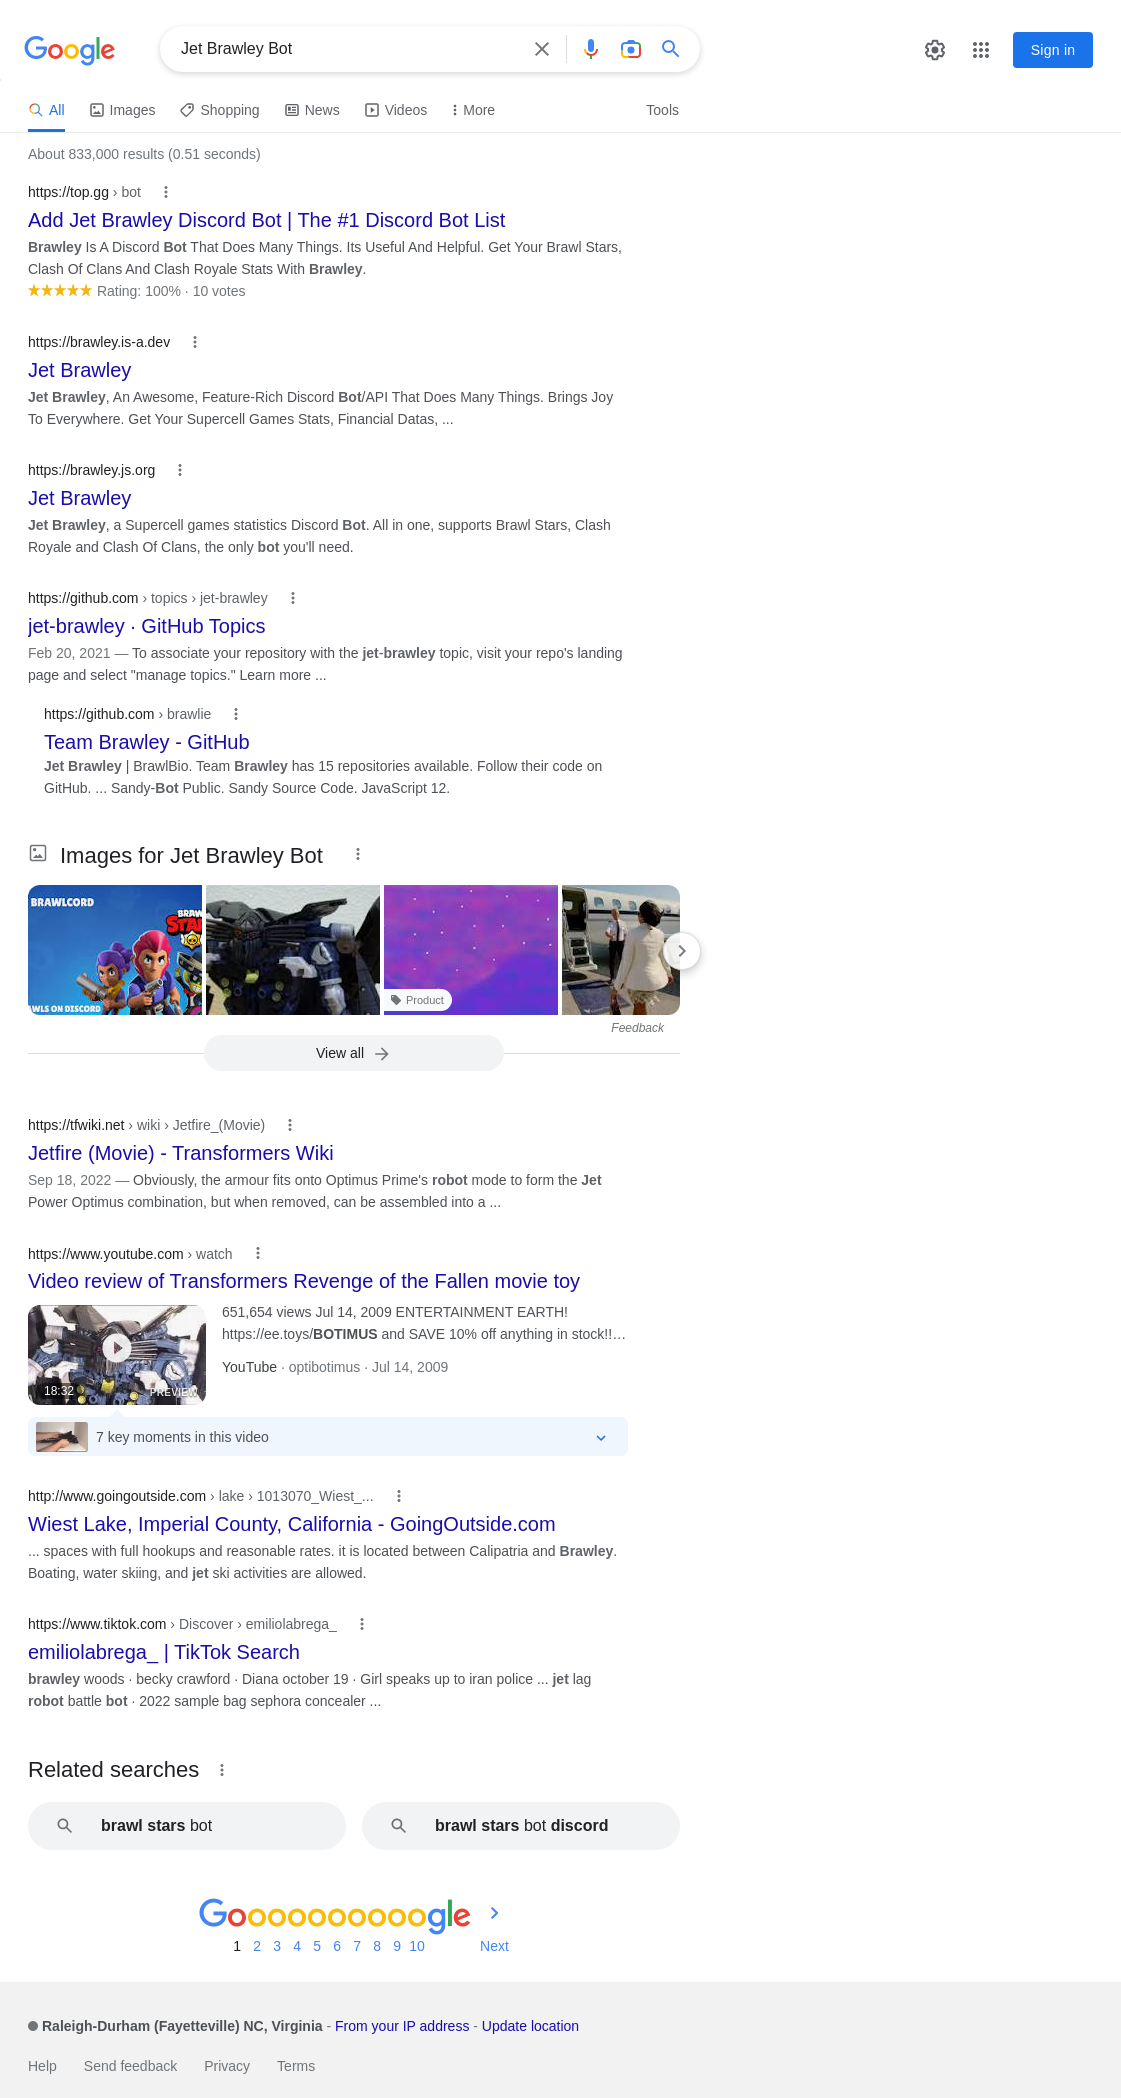 Google
Jet Brawley Bot
Sign in
All
Images
Shopping
News
Videos
More
Tools
About 833,000 results (0.51 seconds)
https://top.gg › bot
Add Jet Brawley Discord Bot | The #1 Discord Bot List
Brawley Is A Discord Bot That Does Many Things. Its Useful And Helpful. Get Your Brawl Stars,
Clash Of Clans And Clash Royale Stats With Brawley.
Rating: 100% · 10 votes
https://brawley.is-a.dev
Jet Brawley
Jet Brawley, An Awesome, Feature-Rich Discord Bot/API That Does Many Things. Brings Joy
To Everywhere. Get Your Supercell Games Stats, Financial Datas, ...
https://brawley.js.org
Jet Brawley
Jet Brawley, a Supercell games statistics Discord Bot. All in one, supports Brawl Stars, Clash
Royale and Clash Of Clans, the only bot you'll need.
https://github.com › topics › jet-brawley
jet-brawley · GitHub Topics
Feb 20, 2021 — To associate your repository with the jet-brawley topic, visit your repo's landing
page and select "manage topics." Learn more ...
https://github.com › brawlie
Team Brawley - GitHub
Jet Brawley | BrawlBio. Team Brawley has 15 repositories available. Follow their code on
GitHub. ... Sandy-Bot Public. Sandy Source Code. JavaScript 12.
Images for Jet Brawley Bot
BRAWLCORD
BRAW
STA
AWLS ON DISCORD
Product
Feedback
View all
https://tfwiki.net › wiki › Jetfire_(Movie)
Jetfire (Movie) - Transformers Wiki
Sep 18, 2022 — Obviously, the armour fits onto Optimus Prime's robot mode to form the Jet
Power Optimus combination, but when removed, can be assembled into a ...
https://www.youtube.com › watch
Video review of Transformers Revenge of the Fallen movie toy
651,654 views Jul 14, 2009 ENTERTAINMENT EARTH!
https://ee.toys/BOTIMUS and SAVE 10% off anything in stock!!…
YouTube · optibotimus · Jul 14, 2009
18:32
PREVIEW
7 key moments in this video
http://www.goingoutside.com › lake › 1013070_Wiest_...
Wiest Lake, Imperial County, California - GoingOutside.com
... spaces with full hookups and reasonable rates. it is located between Calipatria and Brawley.
Boating, water skiing, and jet ski activities are allowed.
https://www.tiktok.com › Discover › emiliolabrega_
emiliolabrega_ | TikTok Search
brawley woods · becky crawford · Diana october 19 · Girl speaks up to iran police ... jet lag
robot battle bot · 2022 sample bag sephora concealer ...
Related searches
brawl stars bot
brawl stars bot discord
Goooooooooogle
1 2 3 4 5 6 7 8 9 10 Next
Raleigh-Durham (Fayetteville) NC, Virginia - From your IP address - Update location
Help Send feedback Privacy Terms